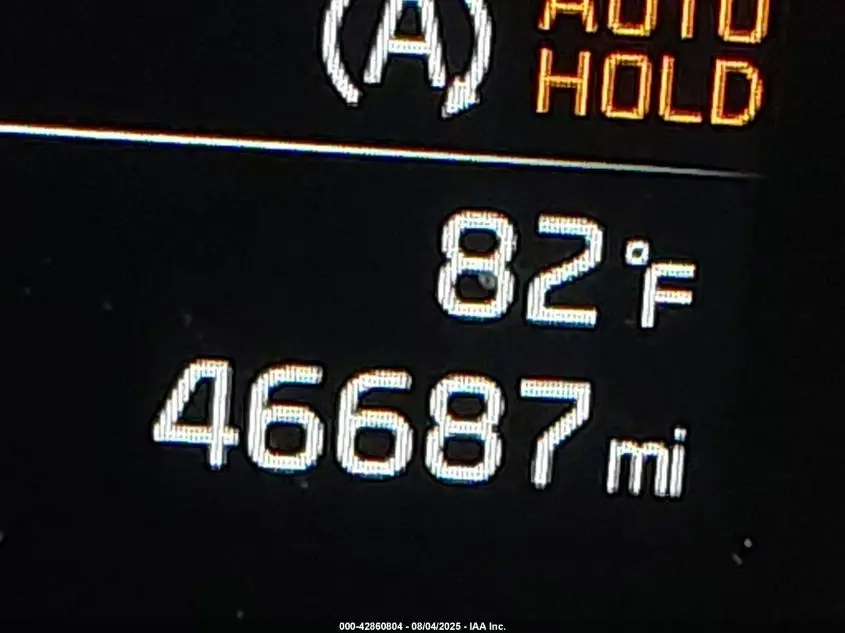 A AUTO
HOLD
82°F
46687 mi
000-42860804 - 08/04/2025 - IAA Inc.